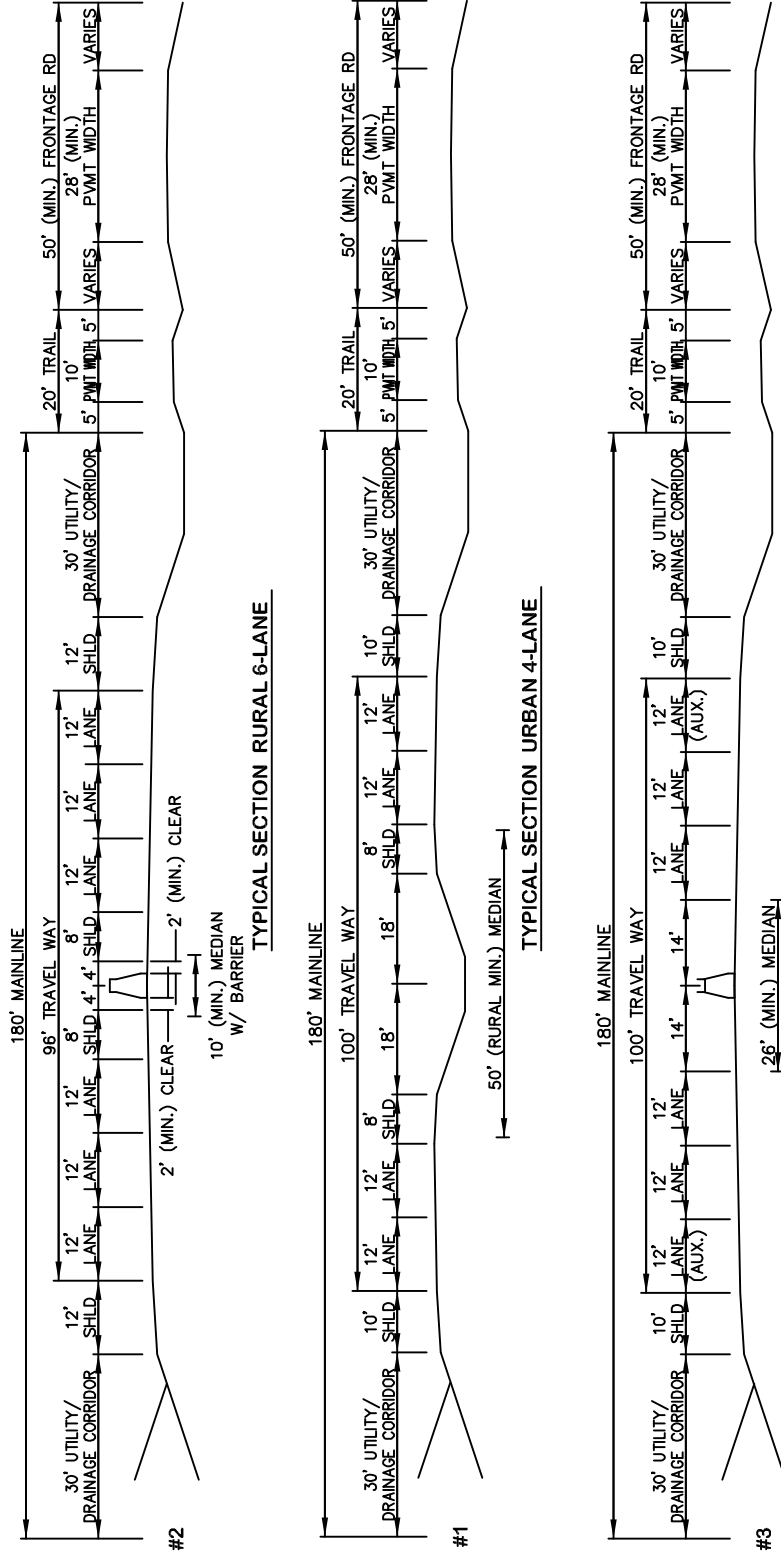 180' MAINLINE
20' TRAIL
50' (MIN.) FRONTAGE RD
96' TRAVEL WAY
30' UTILITY/
DRAINAGE CORRIDOR
12'
SHLD
12'
LANE
12'
LANE
12'
LANE
8'
SHLD
4'
4'
8'
SHLD
12'
LANE
12'
LANE
12'
LANE
12'
SHLD
30' UTILITY/
DRAINAGE CORRIDOR
5'
10'
PVMT WIDTH
5'
VARIES
28' (MIN.)
PVMT WIDTH
VARIES
#2
2' (MIN.) CLEAR
2' (MIN.) CLEAR
10' (MIN.) MEDIAN
W/ BARRIER
TYPICAL SECTION RURAL 6-LANE
180' MAINLINE
20' TRAIL
50' (MIN.) FRONTAGE RD
100' TRAVEL WAY
30' UTILITY/
DRAINAGE CORRIDOR
10'
SHLD
12'
LANE
12'
LANE
8'
SHLD
18'
18'
8'
SHLD
12'
LANE
12'
LANE
10'
SHLD
30' UTILITY/
DRAINAGE CORRIDOR
5'
10'
PVMT WIDTH
5'
VARIES
28' (MIN.)
PVMT WIDTH
VARIES
#1
50' (RURAL MIN.) MEDIAN
TYPICAL SECTION URBAN 4-LANE
180' MAINLINE
20' TRAIL
50' (MIN.) FRONTAGE RD
100' TRAVEL WAY
30' UTILITY/
DRAINAGE CORRIDOR
10'
SHLD
12'
LANE
(AUX.)
12'
LANE
12'
LANE
14'
14'
12'
LANE
12'
LANE
12'
LANE
(AUX.)
10'
SHLD
30' UTILITY/
DRAINAGE CORRIDOR
5'
10'
PVMT WIDTH
5'
VARIES
28' (MIN.)
PVMT WIDTH
VARIES
#3
26' (MIN.) MEDIAN